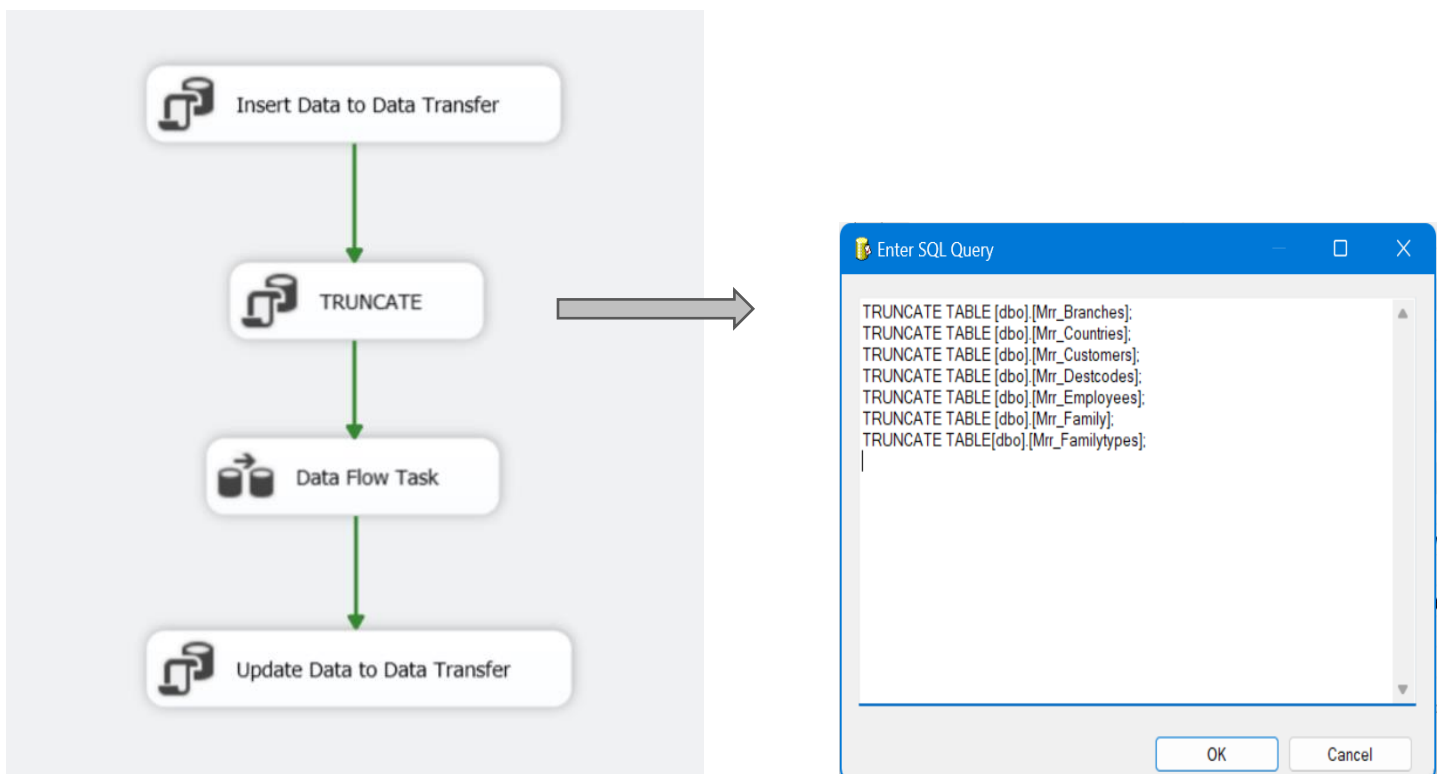 Insert Data to Data Transfer
TRUNCATE
Data Flow Task
Update Data to Data Transfer
Enter SQL Query
TRUNCATE TABLE [dbo].[Mrr_Branches];
TRUNCATE TABLE [dbo].[Mrr_Countries];
TRUNCATE TABLE [dbo].[Mrr_Customers];
TRUNCATE TABLE [dbo].[Mrr_Destcodes];
TRUNCATE TABLE [dbo].[Mrr_Employees];
TRUNCATE TABLE [dbo].[Mrr_Family];
TRUNCATE TABLE[dbo].[Mrr_Familytypes];
OK Cancel